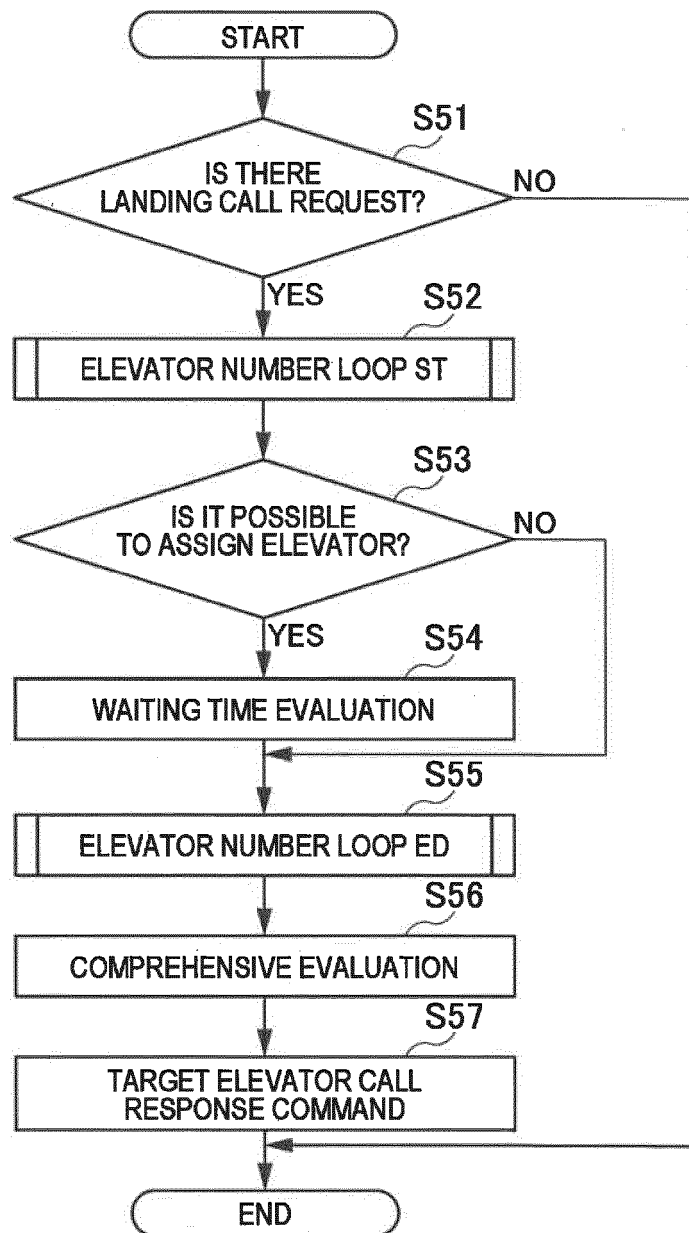 START
S51
IS THERE
LANDING CALL REQUEST?
NO
YES
S52
ELEVATOR NUMBER LOOP ST
S53
IS IT POSSIBLE
TO ASSIGN ELEVATOR?
NO
YES
S54
WAITING TIME EVALUATION
S55
ELEVATOR NUMBER LOOP ED
S56
COMPREHENSIVE EVALUATION
S57
TARGET ELEVATOR CALL
RESPONSE COMMAND
END